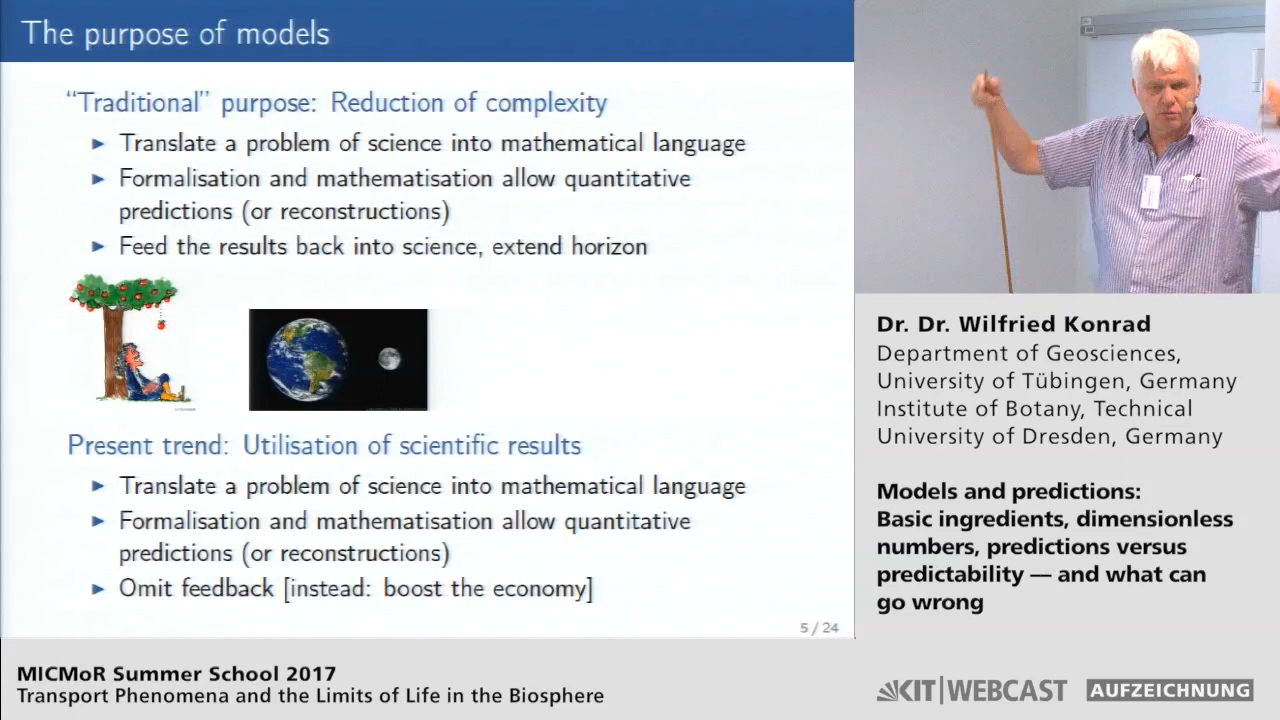 The purpose of models
“Traditional” purpose: Reduction of complexity
Translate a problem of science into mathematical language
Formalisation and mathematisation allow quantitative
predictions (or reconstructions)
Feed the results back into science, extend horizon
Present trend: Utilisation of scientific results
Translate a problem of science into mathematical language
Formalisation and mathematisation allow quantitative
predictions (or reconstructions)
Omit feedback [instead: boost the economy]
5 / 24
Dr. Dr. Wilfried Konrad
Department of Geosciences,
University of Tübingen, Germany
Institute of Botany, Technical
University of Dresden, Germany
Models and predictions:
Basic ingredients, dimensionless
numbers, predictions versus
predictability — and what can
go wrong
MICMoR Summer School 2017
Transport Phenomena and the Limits of Life in the Biosphere
KIT|WEBCAST AUFZEICHNUNG